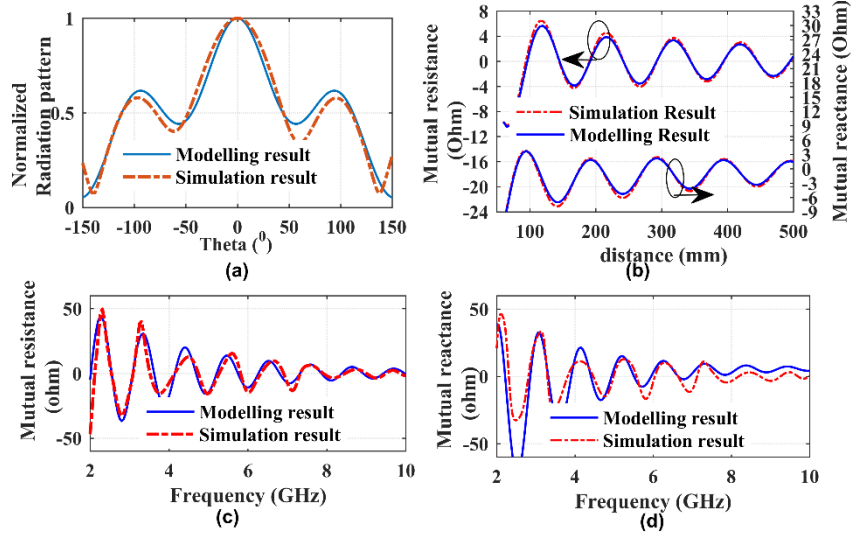 Normalized
Radiation pattern
1
0.5
0
Modelling result
Simulation result
-150 -100 -50 0 50 100 150
Theta (⁰)
(a)
Mutual resistance
(Ohm)
8
4
0
-4
-8
-12
-16
-20
-24
Simulation Result
Modelling Result
33
30
27
24
21
18
15
12
9
6
3
0
-3
-6
-9
Mutual reactance (Ohm)
100 200 300 400 500
distance (mm)
(b)
Mutual resistance
(ohm)
50
0
-50
Modelling result
Simulation result
2 4 6 8 10
Frequency (GHz)
(c)
Mutual reactance
(ohm)
50
0
-50
Modelling result
Simulation result
2 4 6 8 10
Frequency (GHz)
(d)